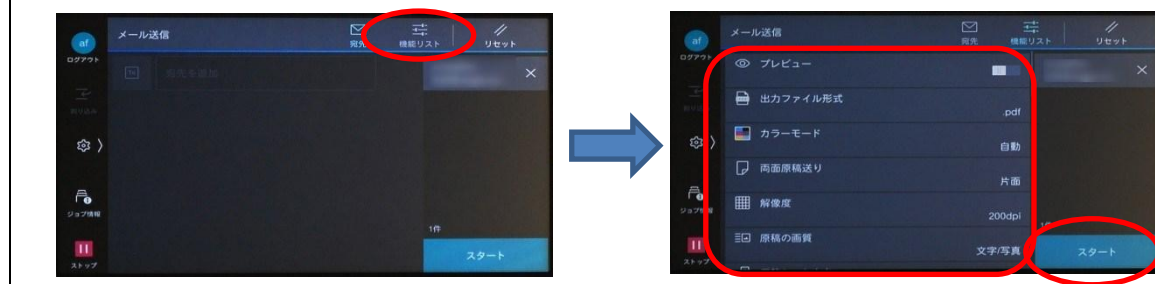 メール送信
宛先
機能リスト
リセット
af
ログアウト
To
宛先を追加
割り込み
ジョブ情報
1件
ストップ
スタート
メール送信
宛先
機能リスト
リセット
af
ログアウト
プレビュー
出力ファイル形式
.pdf
カラーモード
自動
両面原稿送り
片面
解像度
200dpi
ジョブ情報
原稿の画質
文字/写真
ストップ
スタート